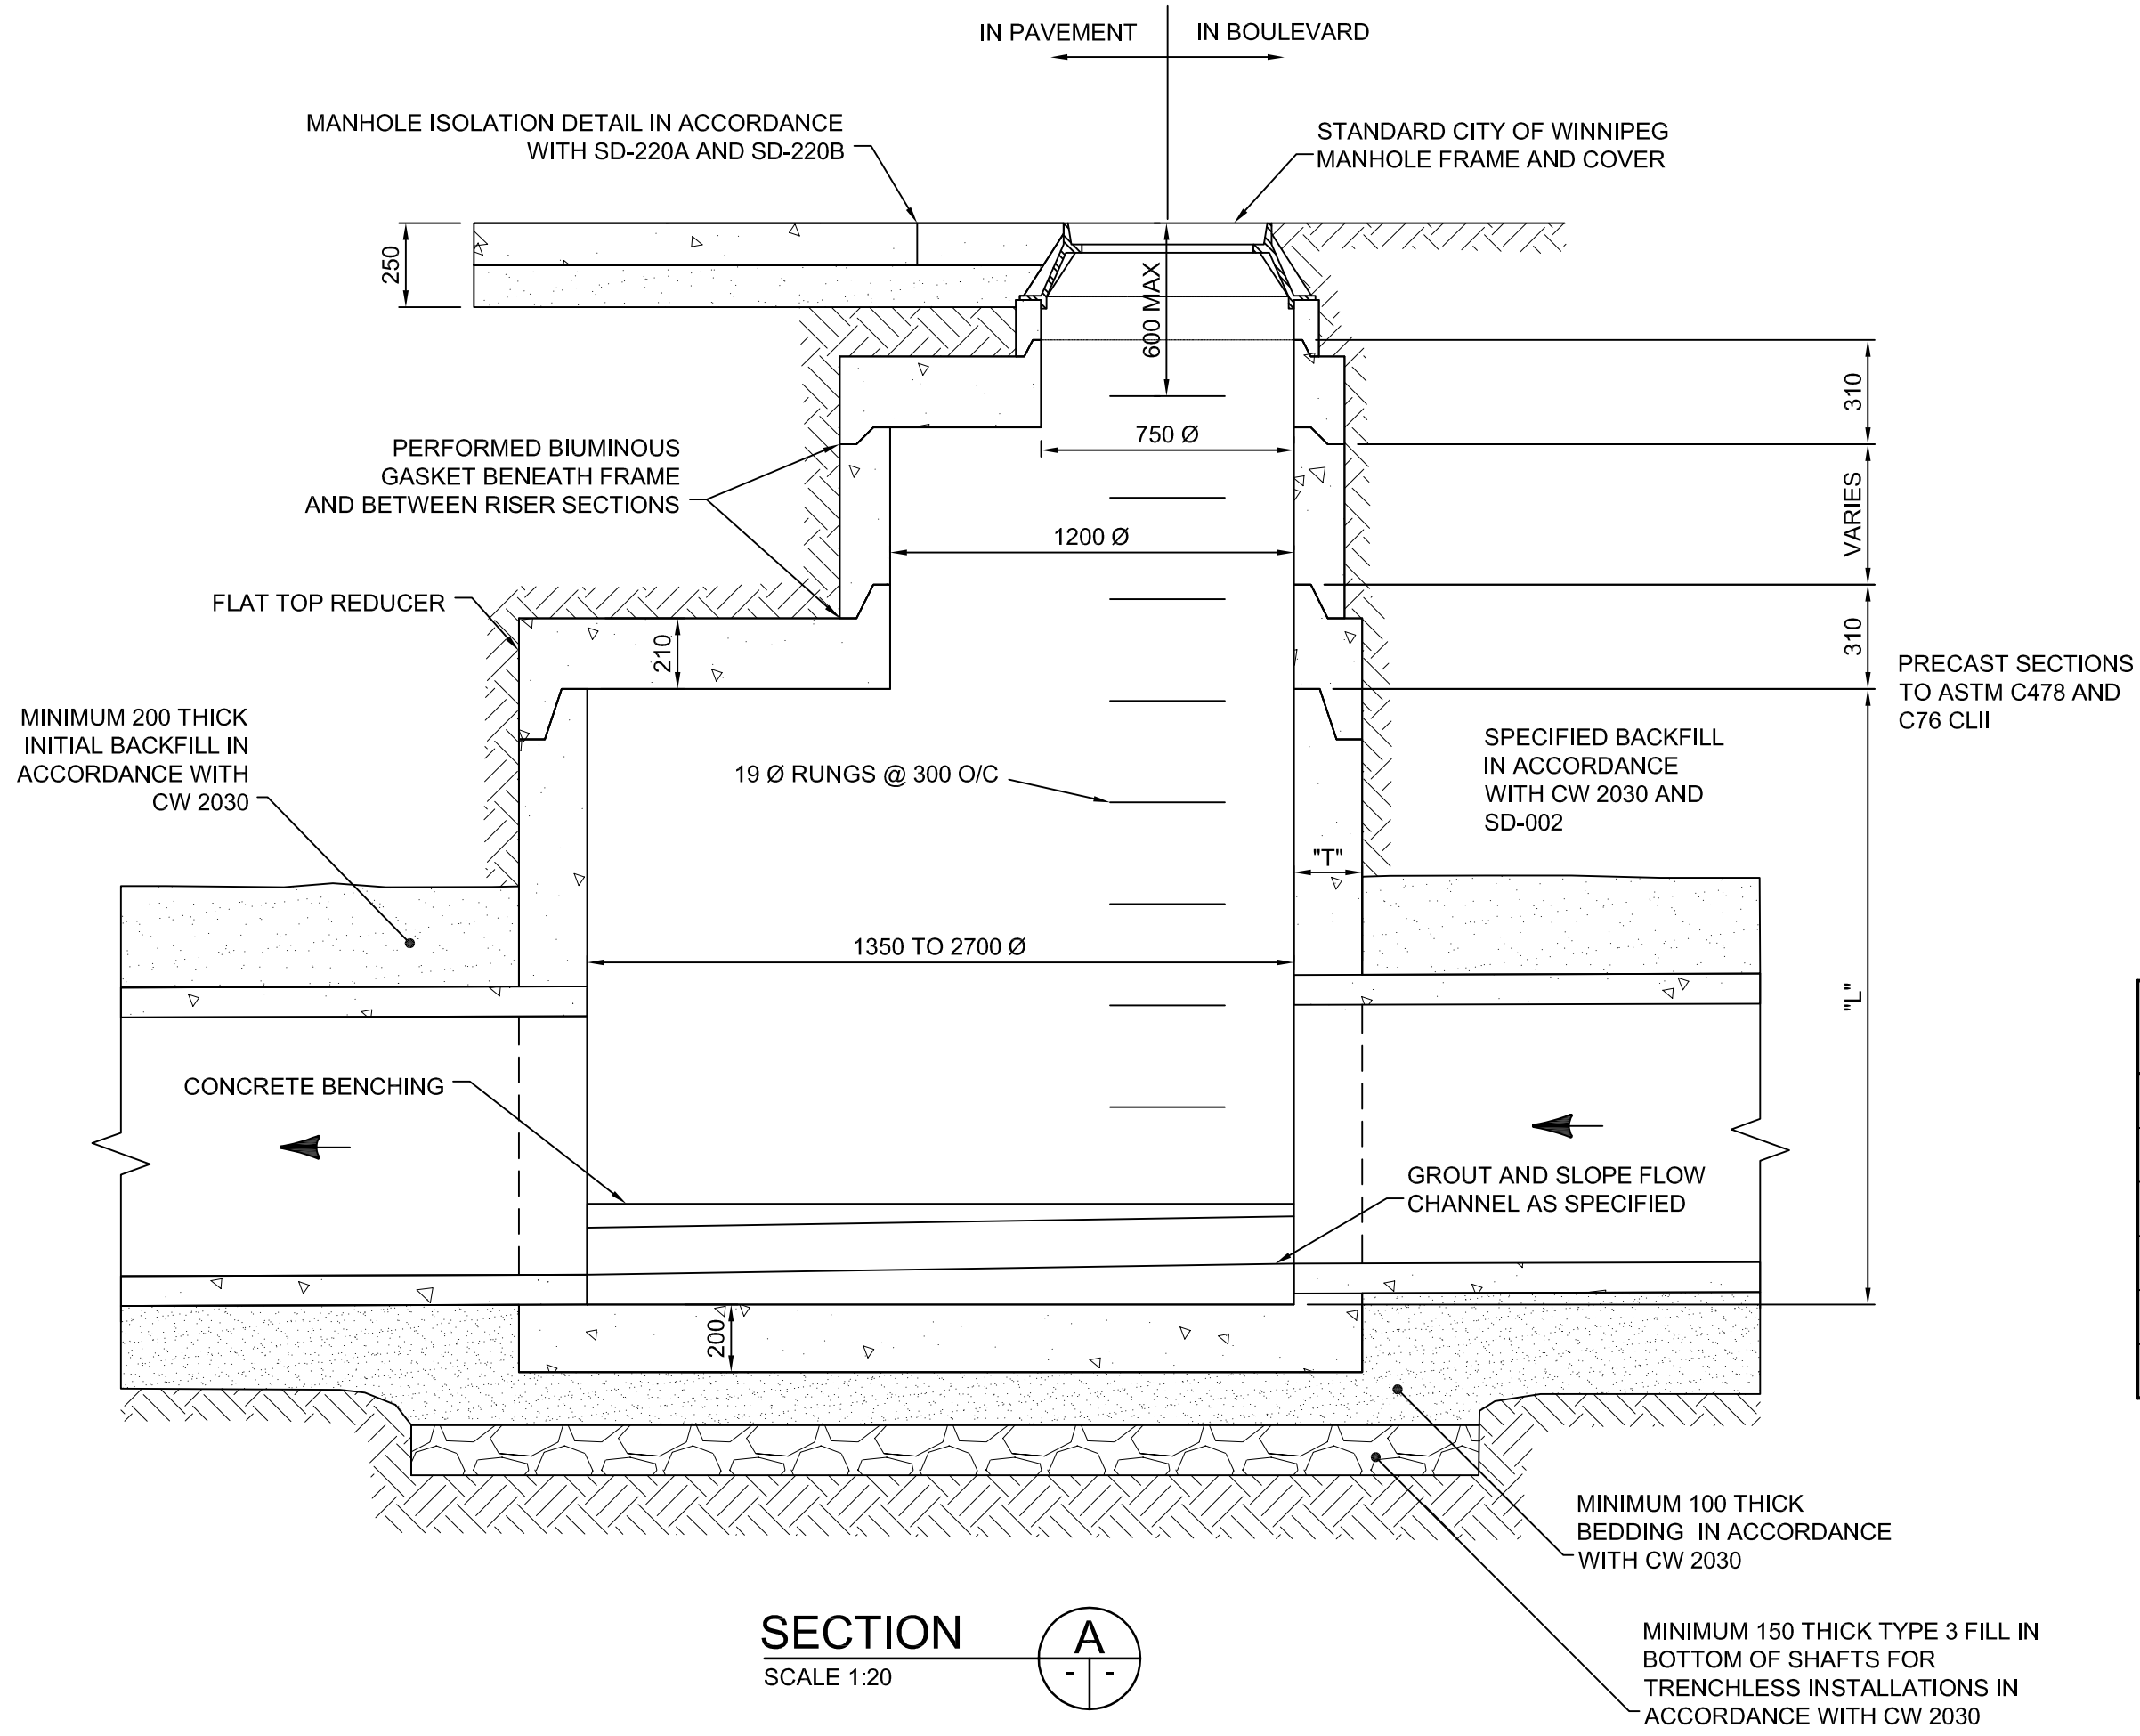 IN PAVEMENT
IN BOULEVARD
MANHOLE ISOLATION DETAIL IN ACCORDANCE
WITH SD-220A AND SD-220B
STANDARD CITY OF WINNIPEG
MANHOLE FRAME AND COVER
250
600 MAX
310
750 Ø
PERFORMED BIUMINOUS
GASKET BENEATH FRAME
AND BETWEEN RISER SECTIONS
VARIES
1200 Ø
FLAT TOP REDUCER
210
310
PRECAST SECTIONS
TO ASTM C478 AND
C76 CLII
MINIMUM 200 THICK
INITIAL BACKFILL IN
ACCORDANCE WITH
CW 2030
SPECIFIED BACKFILL
IN ACCORDANCE
WITH CW 2030 AND
SD-002
19 Ø RUNGS @ 300 O/C
"T"
1350 TO 2700 Ø
"L"
CONCRETE BENCHING
GROUT AND SLOPE FLOW
CHANNEL AS SPECIFIED
200
MINIMUM 100 THICK
BEDDING IN ACCORDANCE
WITH CW 2030
MINIMUM 150 THICK TYPE 3 FILL IN
BOTTOM OF SHAFTS FOR
TRENCHLESS INSTALLATIONS IN
ACCORDANCE WITH CW 2030
SECTION
SCALE 1:20
A
- -